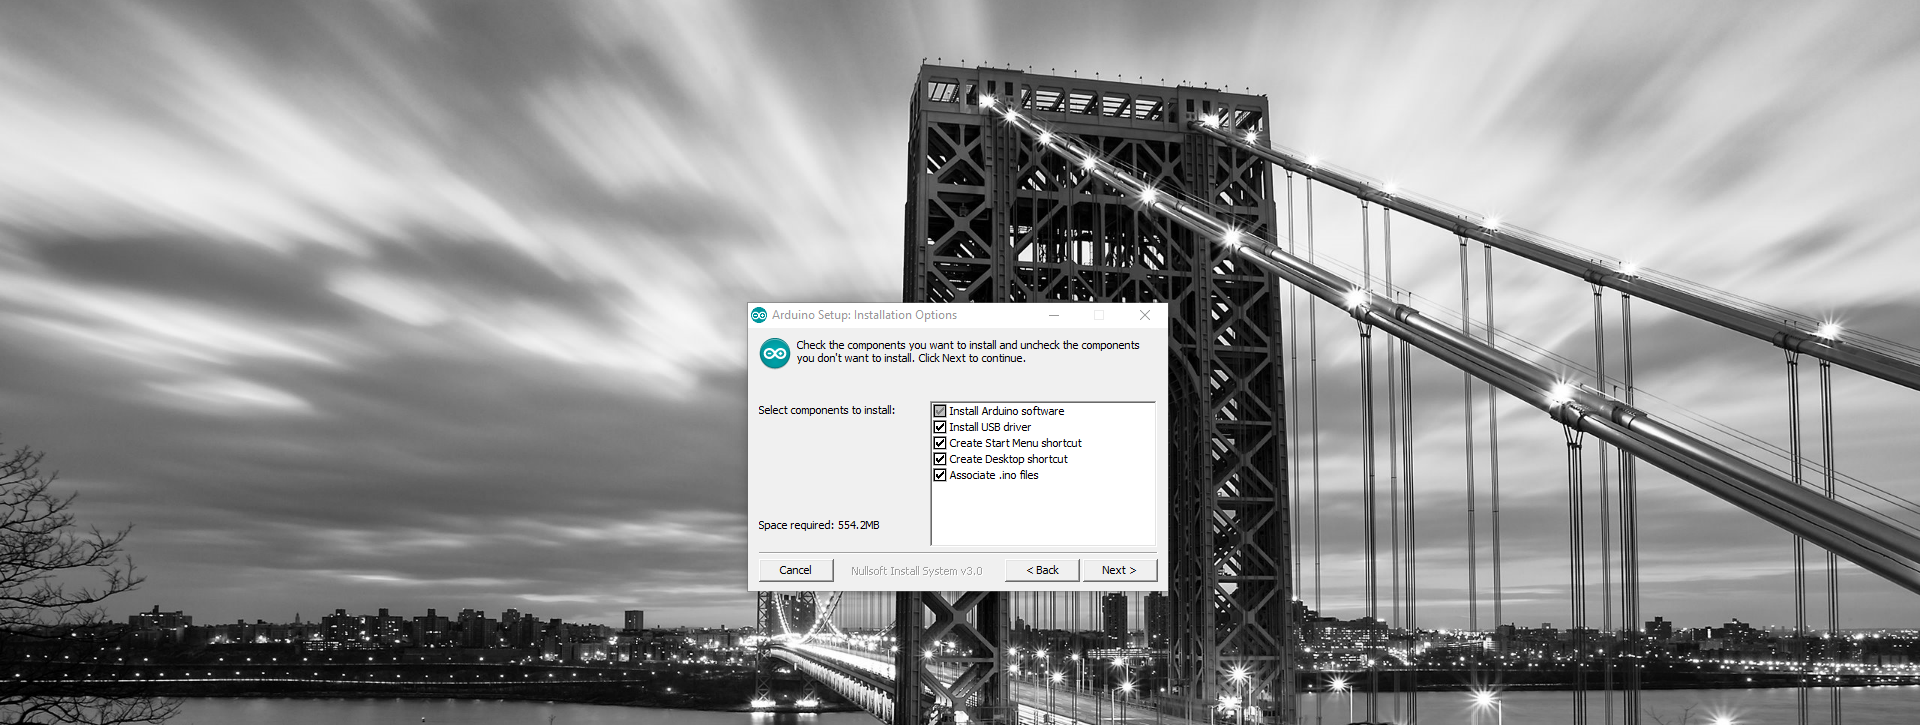 Arduino Setup: Installation Options
Check the components you want to install and uncheck the components
you don't want to install. Click Next to continue.
Select components to install:
Install Arduino software
Install USB driver
Create Start Menu shortcut
Create Desktop shortcut
Associate .ino files
Space required: 554.2MB
Cancel
Nullsoft Install System v3.0
< Back
Next >